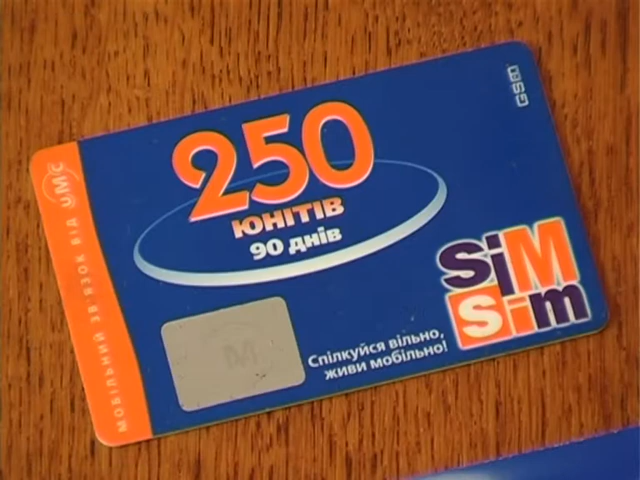 250
ЮНІТІВ
90 днів
GSM
SiM
Sim
Спілкуйся вільно,
живи мобільно!
МОБІЛЬНИЙ ЗВ'ЯЗОК ВІД UMC